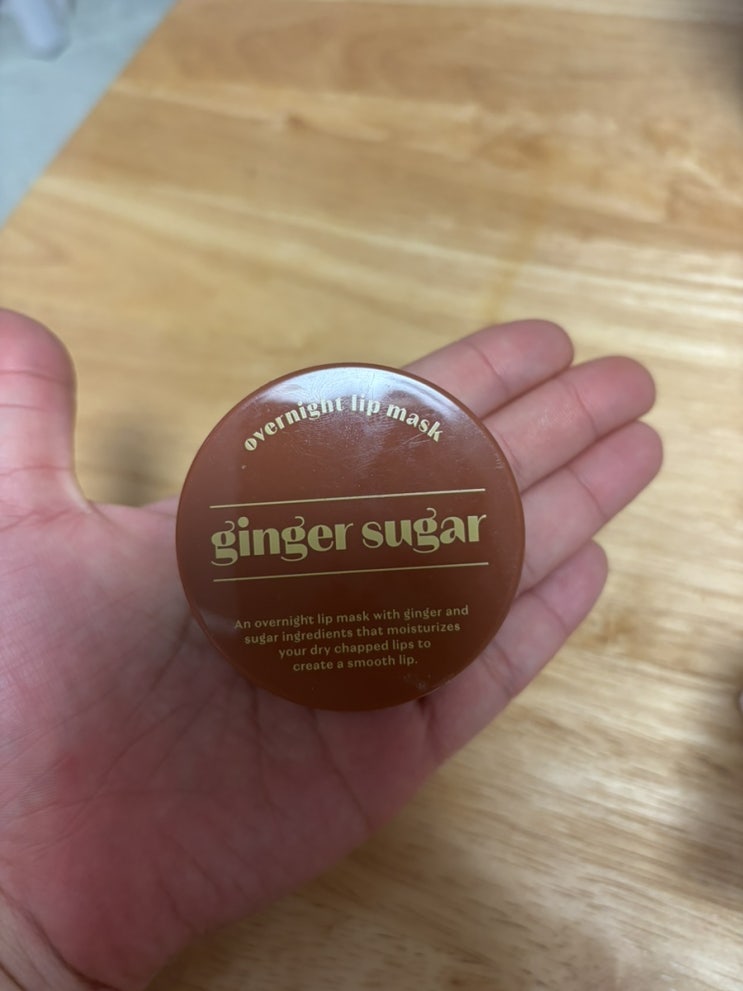 overnight lip mask
ginger sugar
An overnight lip mask with ginger and
sugar ingredients that moisturizes
your dry chapped lips to
create a smooth lip.